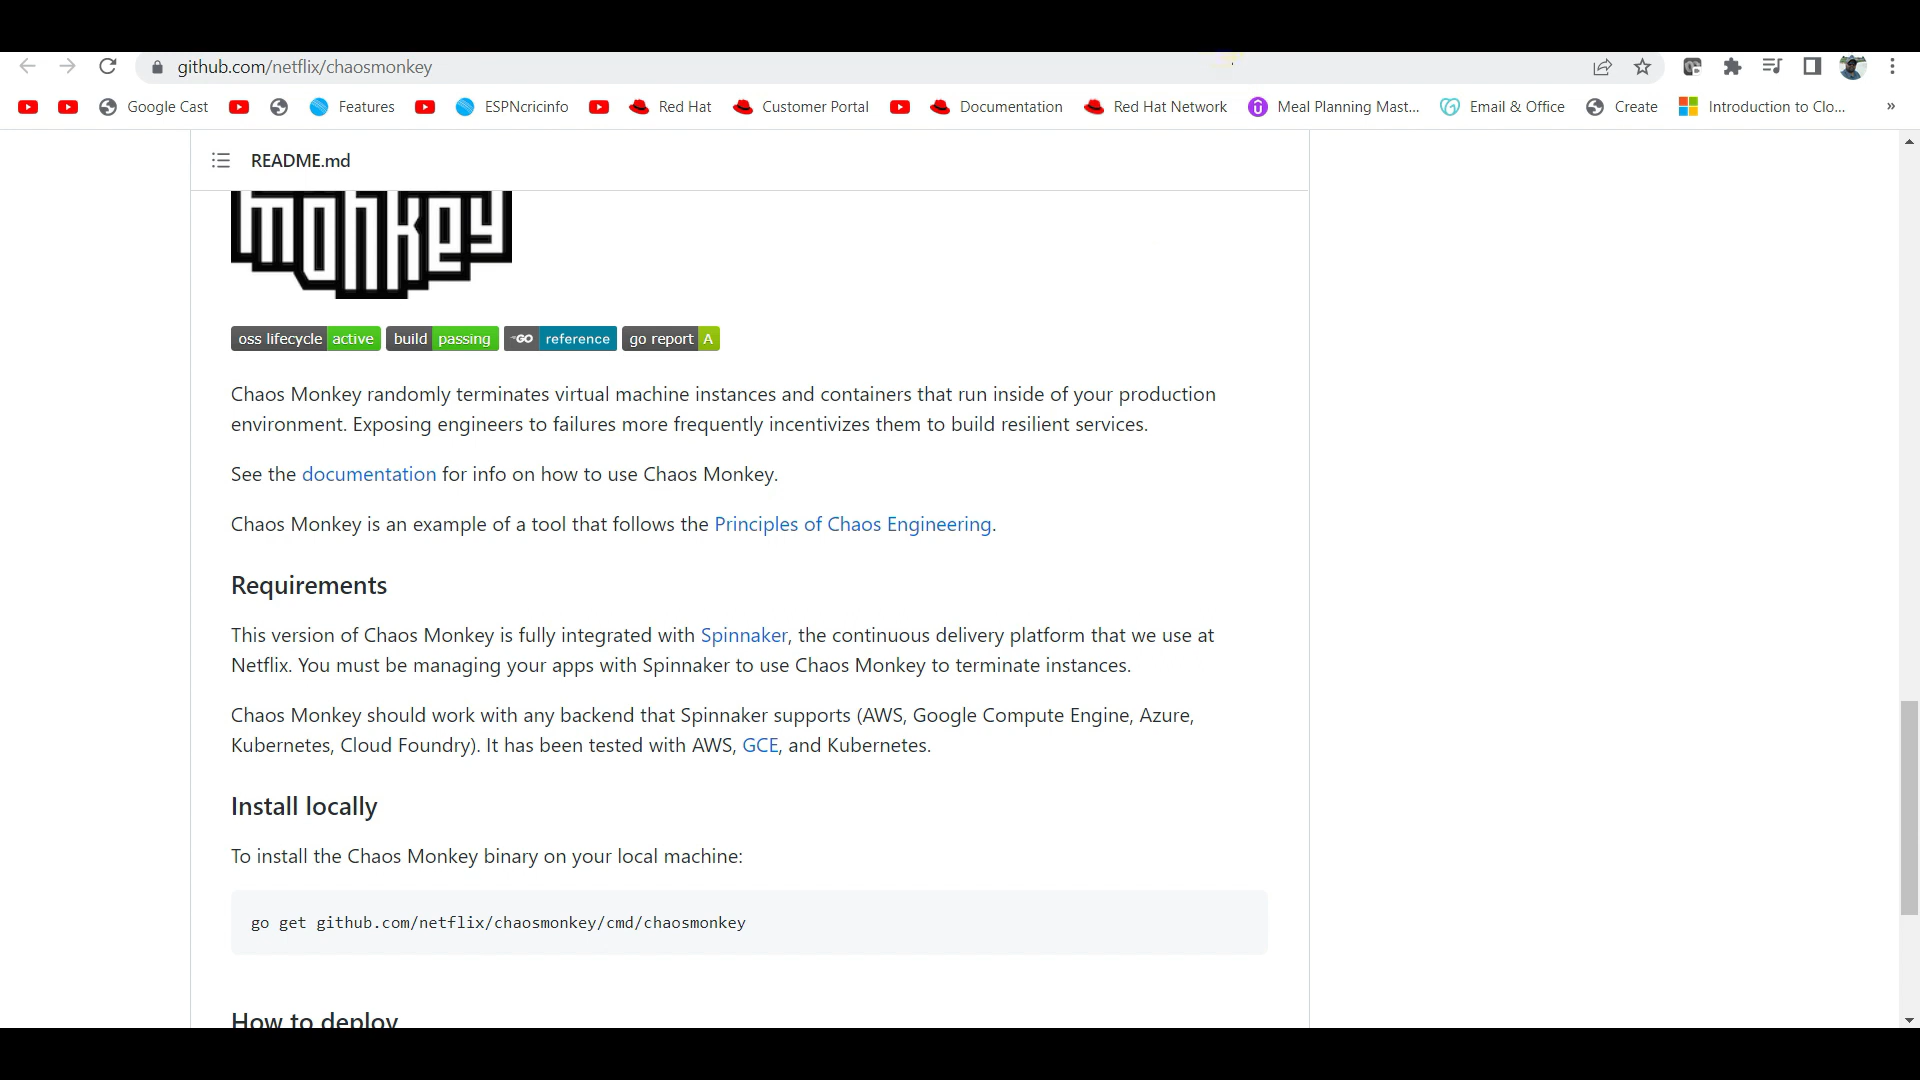 github.com/netflix/chaosmonkey
Google Cast Features ESPNcricinfo Red Hat Customer Portal Documentation Red Hat Network Meal Planning Mast... Email & Office Create Introduction to Clo... »
README.md
monkey
oss lifecycle active build passing GO reference go report A
Chaos Monkey randomly terminates virtual machine instances and containers that run inside of your production
environment. Exposing engineers to failures more frequently incentivizes them to build resilient services.
See the documentation for info on how to use Chaos Monkey.
Chaos Monkey is an example of a tool that follows the Principles of Chaos Engineering.
Requirements
This version of Chaos Monkey is fully integrated with Spinnaker, the continuous delivery platform that we use at
Netflix. You must be managing your apps with Spinnaker to use Chaos Monkey to terminate instances.
Chaos Monkey should work with any backend that Spinnaker supports (AWS, Google Compute Engine, Azure,
Kubernetes, Cloud Foundry). It has been tested with AWS, GCE, and Kubernetes.
Install locally
To install the Chaos Monkey binary on your local machine:
go get github.com/netflix/chaosmonkey/cmd/chaosmonkey
How to deploy